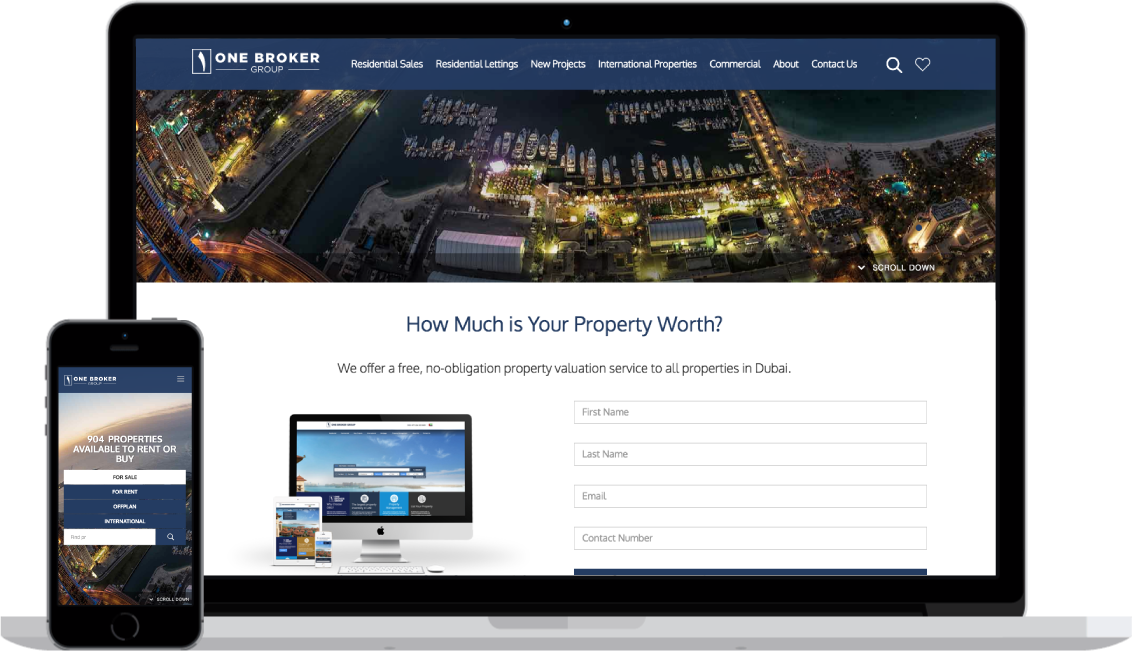 ONE BROKER
GROUP
Residential Sales
Residential Lettings
New Projects
International Properties
Commercial
About
Contact Us
SCROLL DOWN
How Much is Your Property Worth?
We offer a free, no-obligation property valuation service to all properties in Dubai.
First Name
Last Name
Email
Contact Number
ONE BROKER
GROUP
904 PROPERTIES
AVAILABLE TO RENT OR
BUY
FOR SALE
FOR RENT
OFFPLAN
INTERNATIONAL
Find pr
SCROLL DOWN
ONE BROKER GROUP